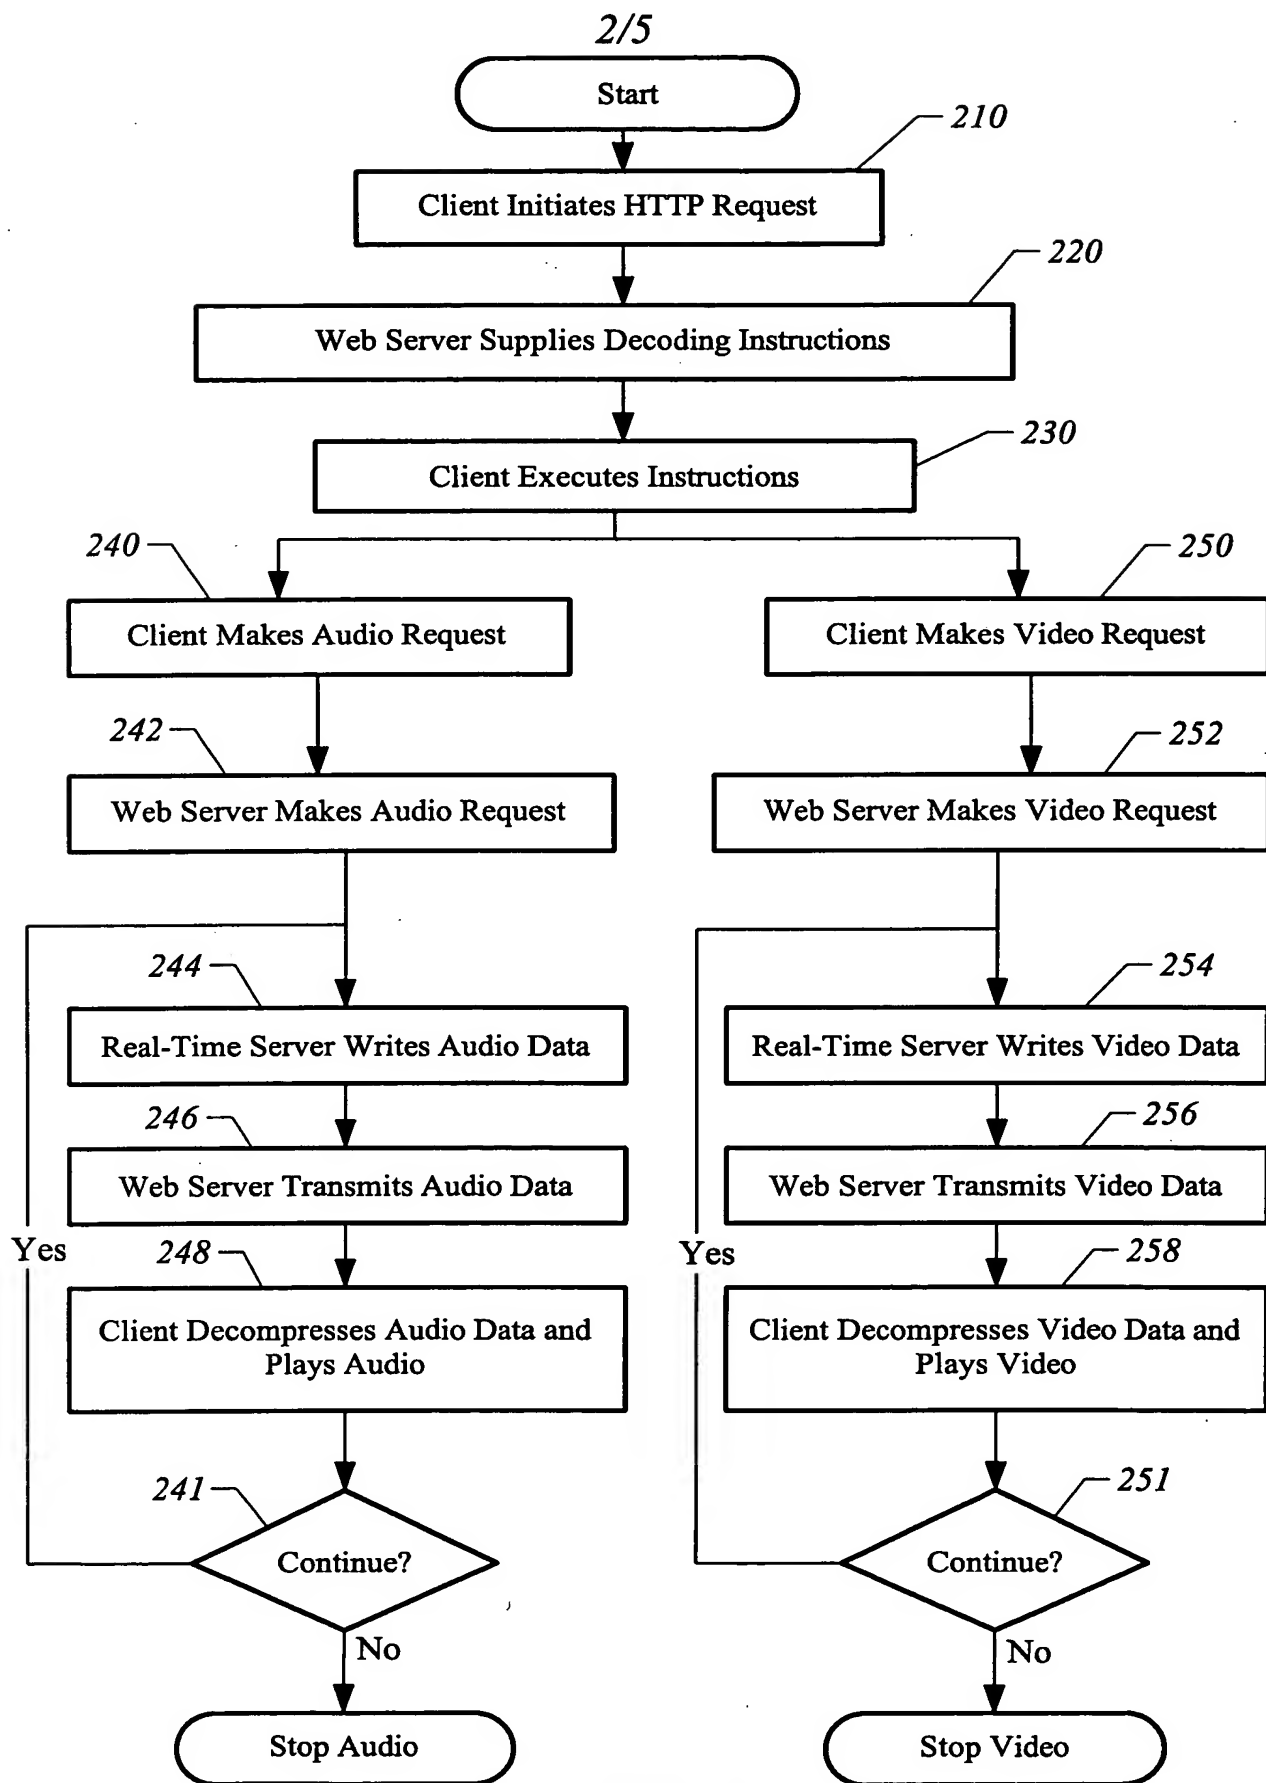 2/5
Start
210
Client Initiates HTTP Request
220
Web Server Supplies Decoding Instructions
230
Client Executes Instructions
240
250
Client Makes Audio Request
Client Makes Video Request
242
252
Web Server Makes Audio Request
Web Server Makes Video Request
244
254
Real-Time Server Writes Audio Data
Real-Time Server Writes Video Data
246
256
Web Server Transmits Audio Data
Web Server Transmits Video Data
Yes
Yes
248
258
Client Decompresses Audio Data and
Plays Audio
Client Decompresses Video Data and
Plays Video
241
251
Continue?
Continue?
No
No
Stop Audio
Stop Video